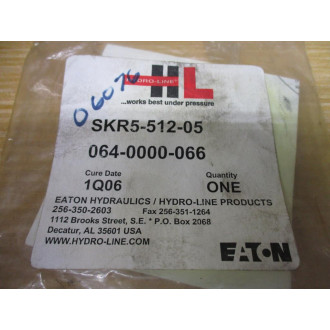 HL
HYDRO-LINE
...works best under pressure
06076
SKR5-512-05
064-0000-066
Cure Date Quantity
1Q06 ONE
EATON HYDRAULICS / HYDRO-LINE PRODUCTS
256-350-2603 Fax 256-351-1264
1112 Brooks Street, S.E. * P.O. Box 2068
Decatur, AL 35601 USA
WWW.HYDRO-LINE.COM EATON